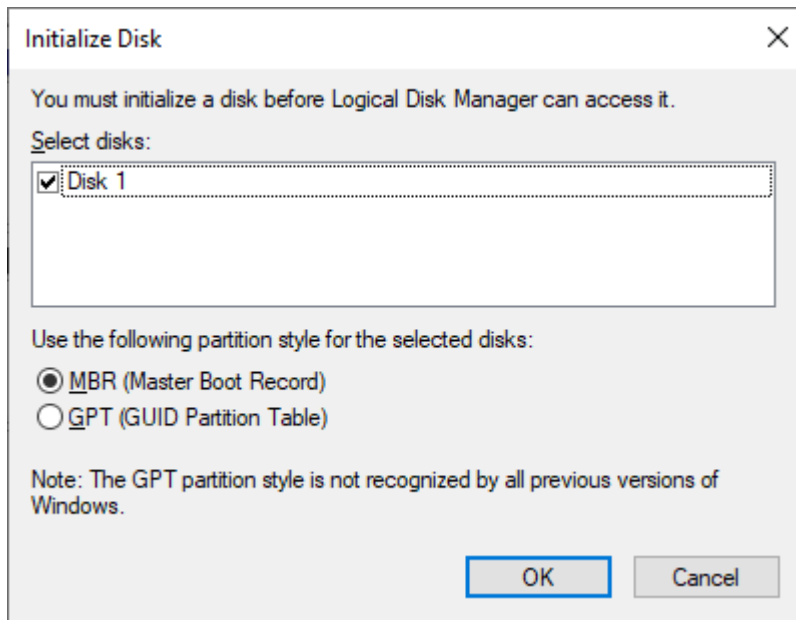 Initialize Disk
You must initialize a disk before Logical Disk Manager can access it.
Select disks:
Disk 1
Use the following partition style for the selected disks:
MBR (Master Boot Record)
GPT (GUID Partition Table)
Note: The GPT partition style is not recognized by all previous versions of
Windows.
OK Cancel